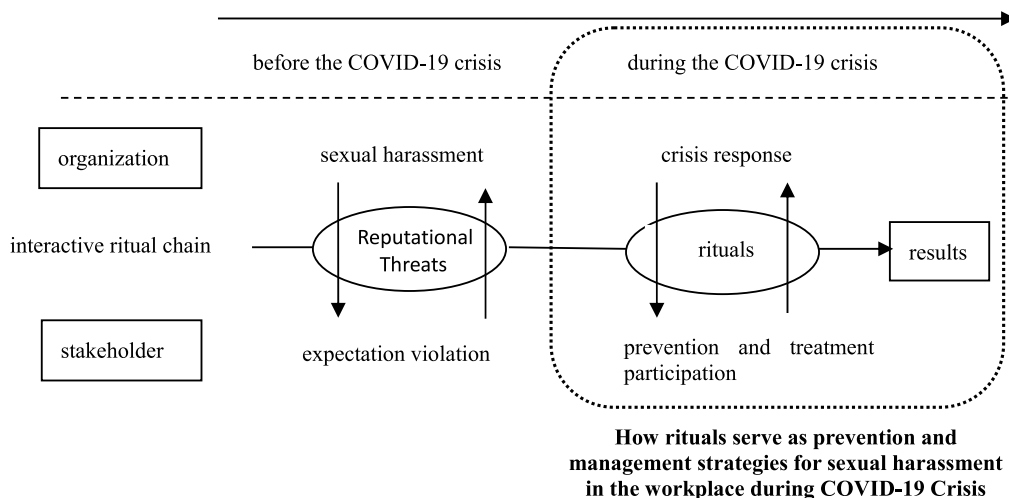 before the COVID-19 crisis
during the COVID-19 crisis
organization
sexual harassment
crisis response
interactive ritual chain
Reputational
Threats
rituals
results
stakeholder
expectation violation
prevention and treatment
participation
How rituals serve as prevention and
management strategies for sexual harassment
in the workplace during COVID-19 Crisis